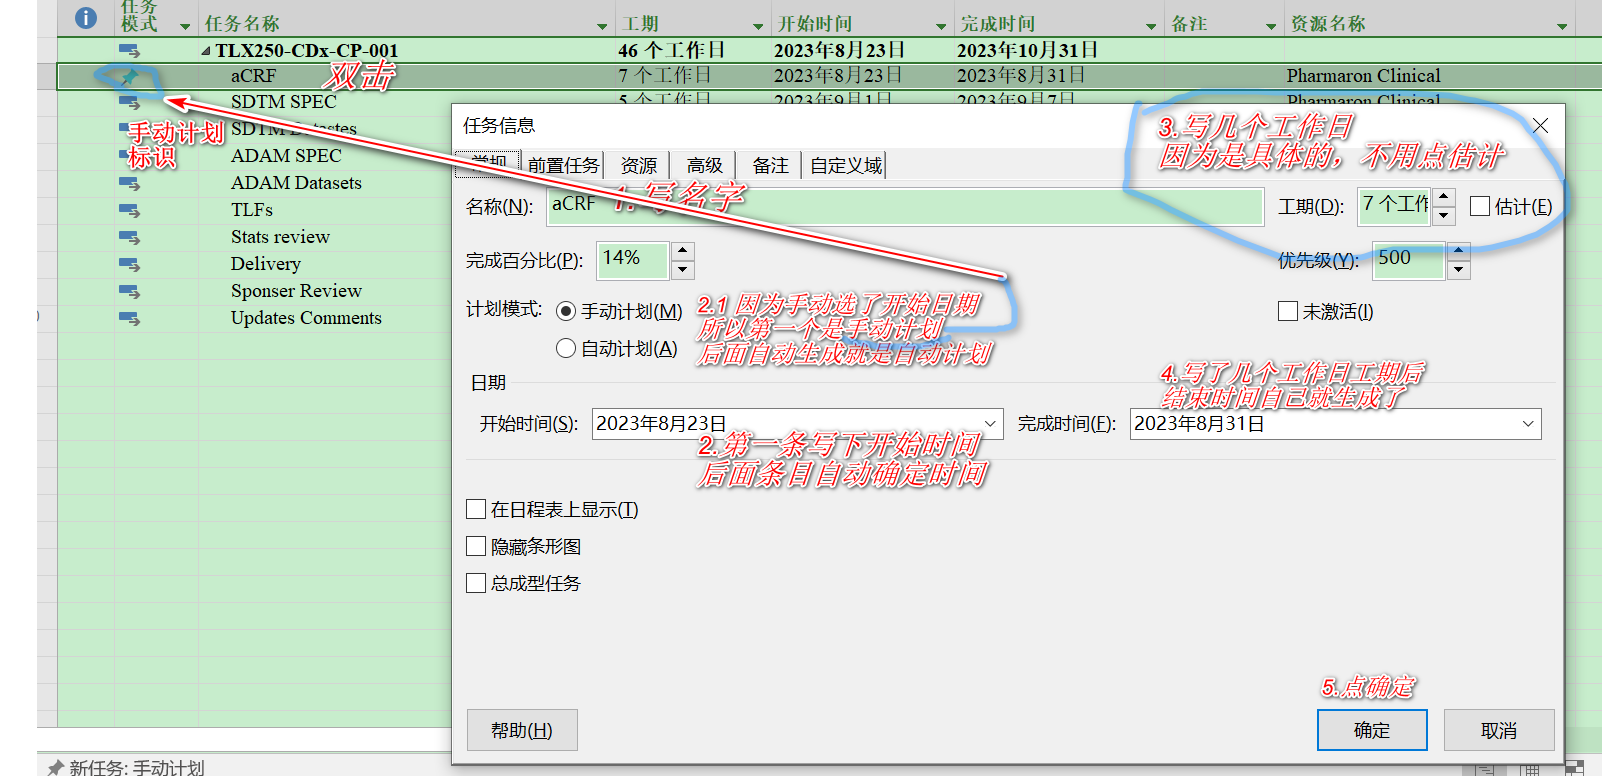 任务
模式
任务名称
工期
开始时间
完成时间
备注
资源名称
TLX250-CDx-CP-001
46 个工作日
2023年8月23日
2023年10月31日
aCRF
双击
7 个工作日
2023年8月23日
2023年8月31日
Pharmaron Clinical
SDTM SPEC
5 个工作日
2023年9月1日
2023年9月7日
Pharmaron Clinical
手动计划
标识
ADAM SPEC
ADAM Datasets
TLFs
Stats review
Delivery
Sponser Review
Updates Comments
任务信息
3.写几个工作日
因为是具体的，不用点估计
常规
前置任务
资源
高级
备注
自定义域
名称(N):
aCRF
1. 写名字
工期(D):
7 个工作
估计(E)
完成百分比(P):
14%
优先级(Y):
500
计划模式:
手动计划(M)
自动计划(A)
2.1 因为手动选了开始日期
所以第一个是手动计划
后面自动生成就是自动计划
未激活(I)
日期
4.写了几个工作日工期后
结束时间自己就生成了
开始时间(S):
2023年8月23日
完成时间(F):
2023年8月31日
2.第一条写下开始时间
后面条目自动确定时间
在日程表上显示(T)
隐藏条形图
总成型任务
5.点确定
帮助(H)
确定
取消
新任务: 手动计划